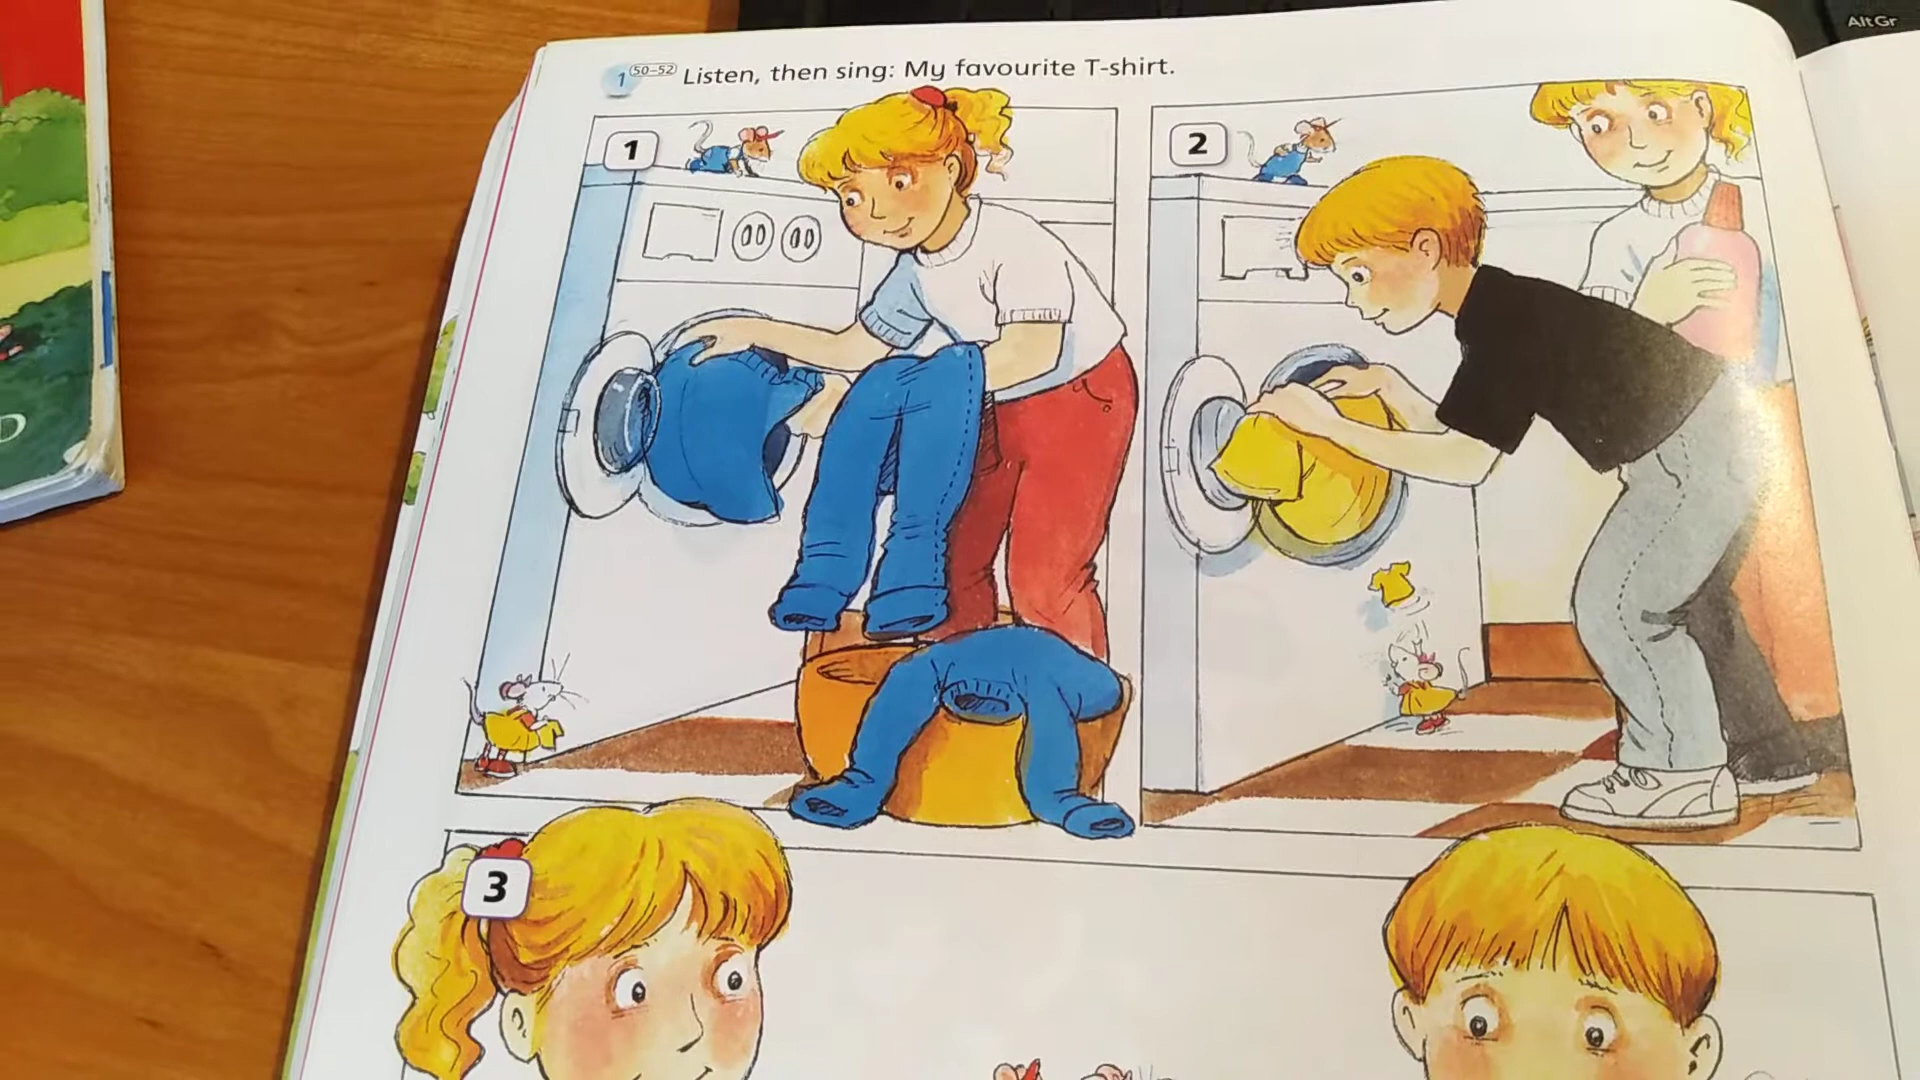 AltGr
1 50–52 Listen, then sing: My favourite T-shirt.
1
2
3
D